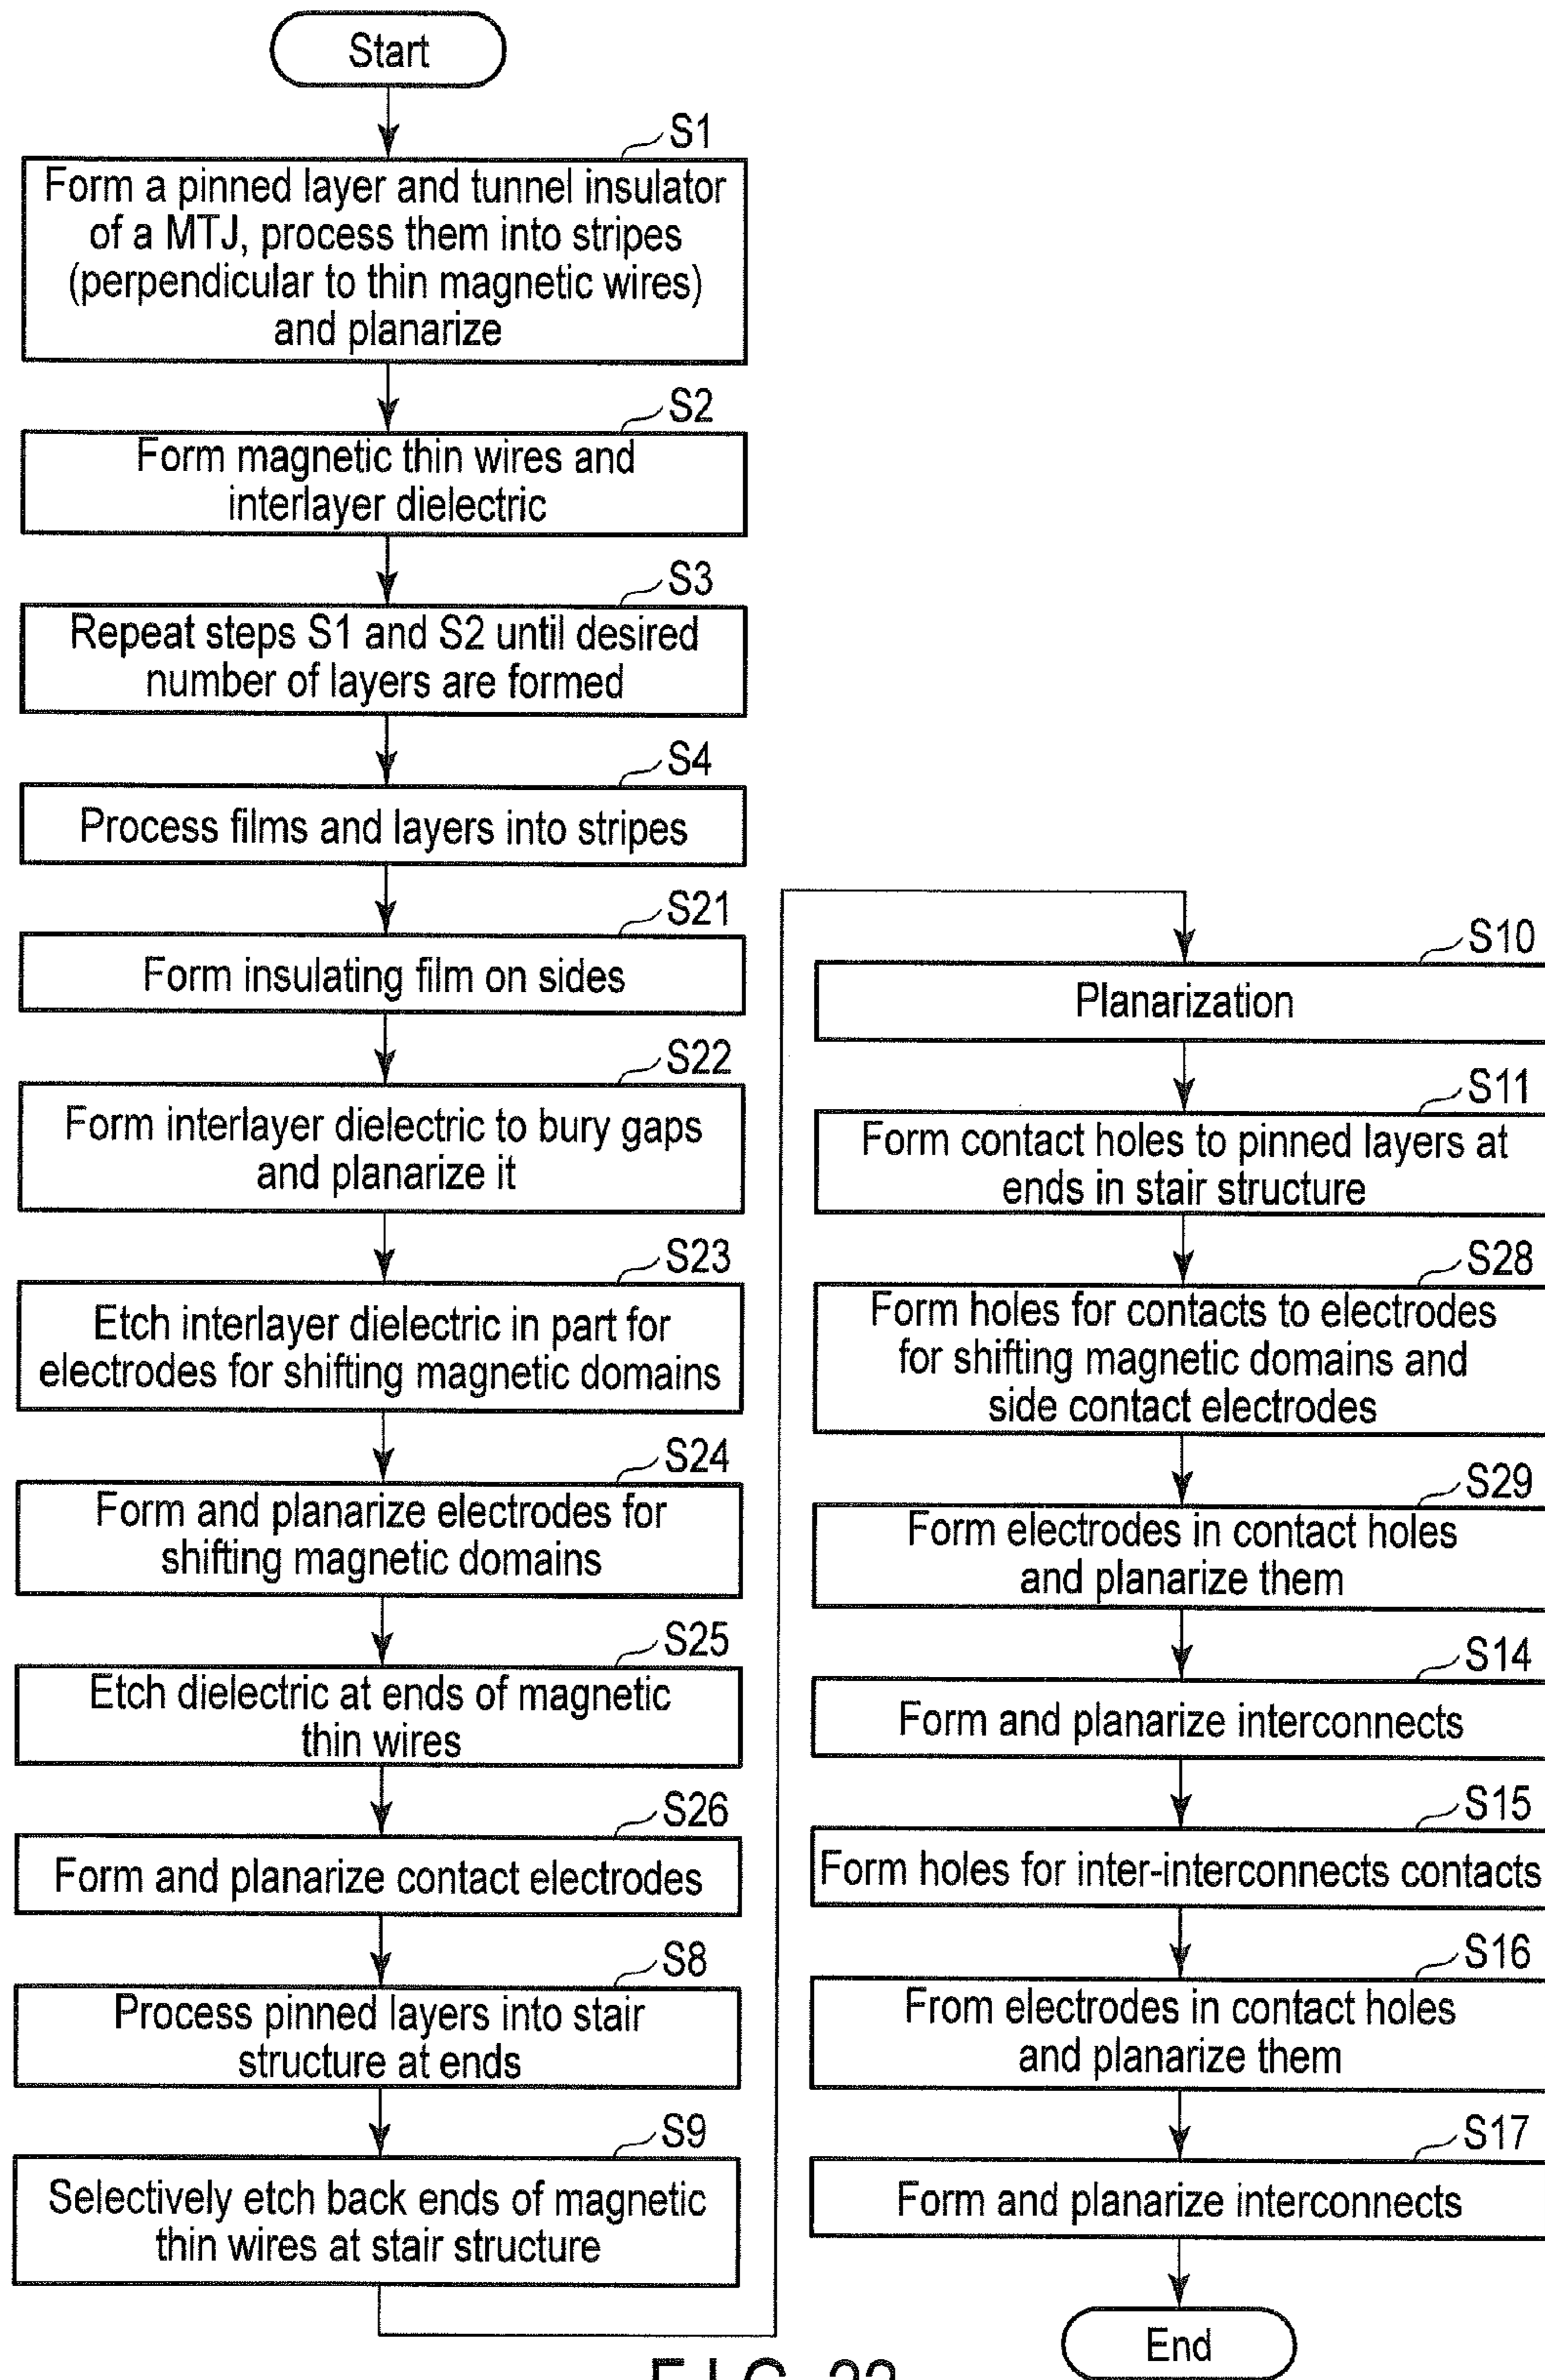 Start
S1
Form a pinned layer and tunnel insulator
of a MTJ, process them into stripes
(perpendicular to thin magnetic wires)
and planarize
S2
Form magnetic thin wires and
interlayer dielectric
S3
Repeat steps S1 and S2 until desired
number of layers are formed
S4
Process films and layers into stripes
S21
Form insulating film on sides
S22
Form interlayer dielectric to bury gaps
and planarize it
S23
Etch interlayer dielectric in part for
electrodes for shifting magnetic domains
S24
Form and planarize electrodes for
shifting magnetic domains
S25
Etch dielectric at ends of magnetic
thin wires
S26
Form and planarize contact electrodes
S8
Process pinned layers into stair
structure at ends
S9
Selectively etch back ends of magnetic
thin wires at stair structure
S10
Planarization
S11
Form contact holes to pinned layers at
ends in stair structure
S28
Form holes for contacts to electrodes
for shifting magnetic domains and
side contact electrodes
S29
Form electrodes in contact holes
and planarize them
S14
Form and planarize interconnects
S15
Form holes for inter-interconnects contacts
S16
From electrodes in contact holes
and planarize them
S17
Form and planarize interconnects
End